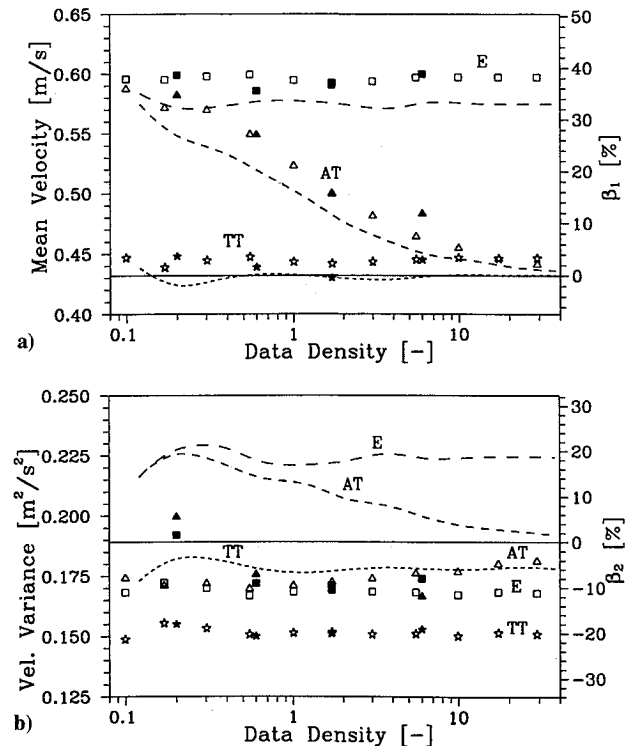 0.65
0.60
0.55
0.50
0.45
0.40
Mean Velocity [m/s]
E
AT
TT
50
40
30
20
10
0
β₁ [%]
0.1
1
10
Data Density [-]
a)
0.250
0.225
0.200
0.175
0.150
0.125
Vel. Variance [m²/s²]
E
AT
TT
AT
E
TT
30
20
10
0
-10
-20
-30
β₂ [%]
0.1
1
10
Data Density [-]
b)